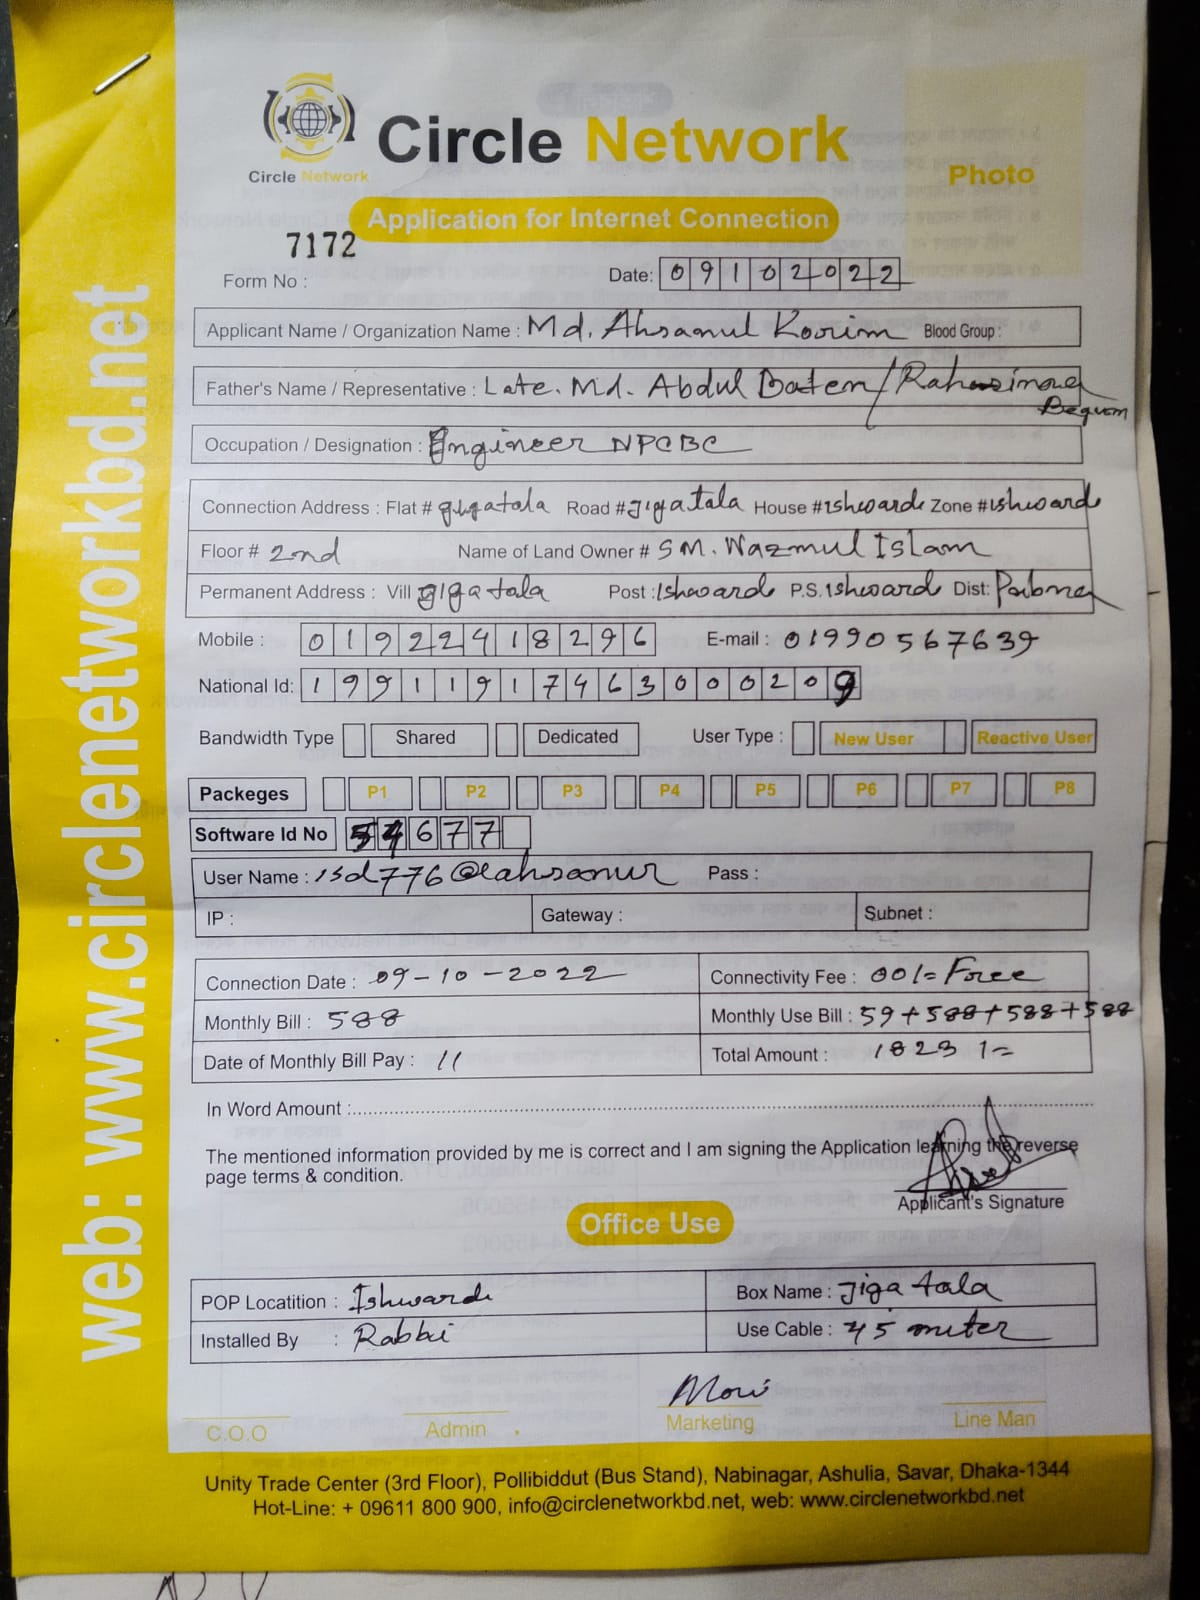 Circle Network
Circle Network
Photo
Application for Internet Connection
7172
Form No :
Date: 09102022
Applicant Name / Organization Name : Md. Ahsanul Korim Blood Group :
Father's Name / Representative : Late. Md. Abdul Baten/
Begum
Occupation / Designation : Engineer NPCBC
Connection Address : Flat # gigatala Road # Jigatala House # Ishwardi Zone # Ishwardi
Floor # 2nd Name of Land Owner # SM. Nazmul Islam
Permanent Address : Vill gigatala Post : Ishwardi P.S. Ishwardi Dist: Pabna
Mobile : 01922418296 E-mail : 01990567639
National Id: 19911917463000209
Bandwidth Type Shared Dedicated User Type : New User Reactive User
Packeges P1 P2 P3 P4 P5 P6 P7 P8
Software Id No 54677
User Name : isd776@ahsanur Pass :
IP : Gateway : Subnet :
Connection Date : 09-10-2022 Connectivity Fee : 00/= Free
Monthly Bill : 588 Monthly Use Bill : 59+588+588+588
Date of Monthly Bill Pay : 11 Total Amount : 1823/=
In Word Amount :
The mentioned information provided by me is correct and I am signing the Application learning the reverse
page terms & condition.
Applicant's Signature
Office Use
POP Locatition : Ishwardi Box Name : Jigatala
Installed By : Rabbi Use Cable : 45 miter
C.O.O Admin Marketing Line Man
Unity Trade Center (3rd Floor), Pollibiddut (Bus Stand), Nabinagar, Ashulia, Savar, Dhaka-1344
Hot-Line: + 09611 800 900, info@circlenetworkbd.net, web: www.circlenetworkbd.net
web: www.circlenetworkbd.net